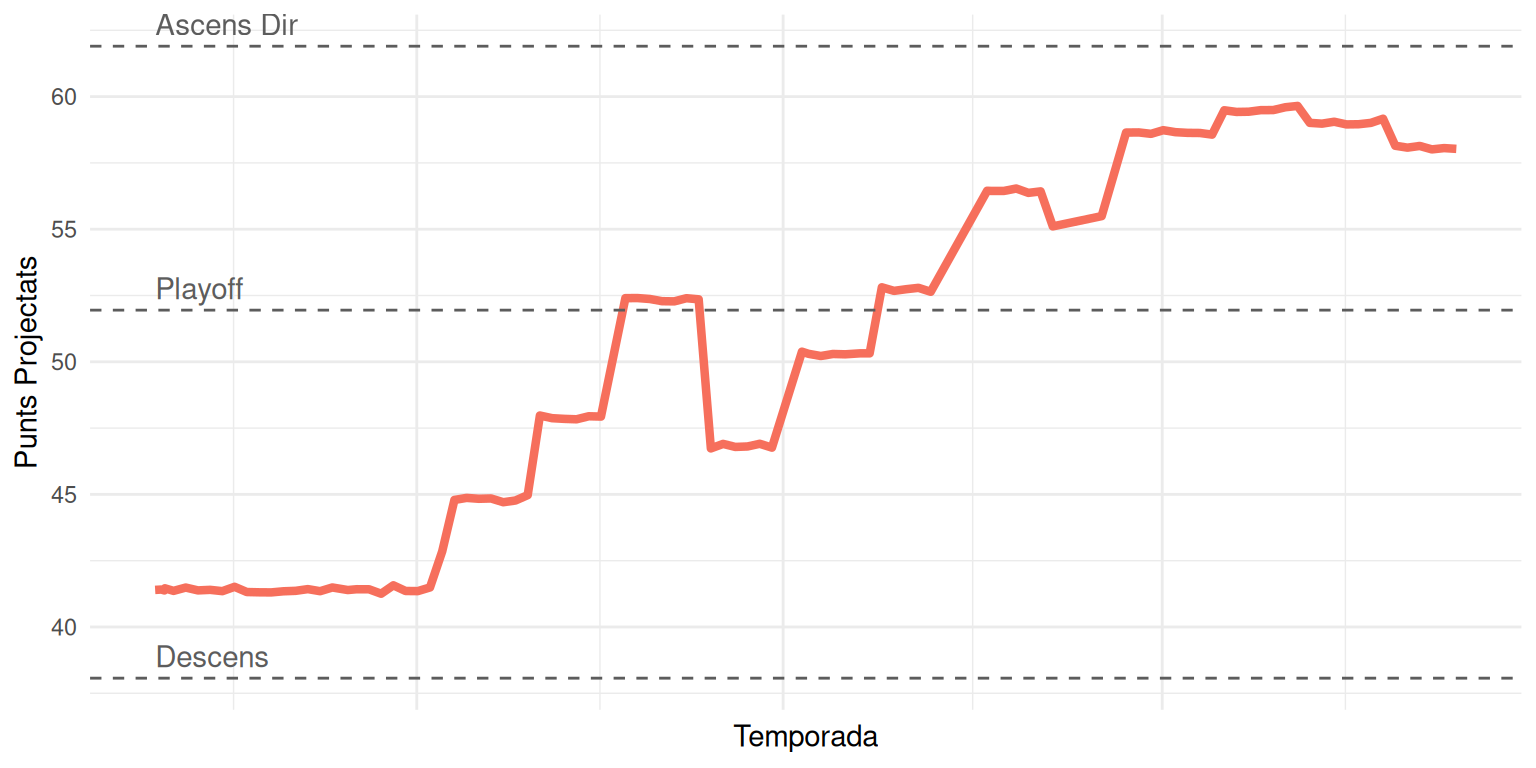 Ascens Dir
60
55
Playoff
50
45
40
Descens
Punts Projectats
Temporada